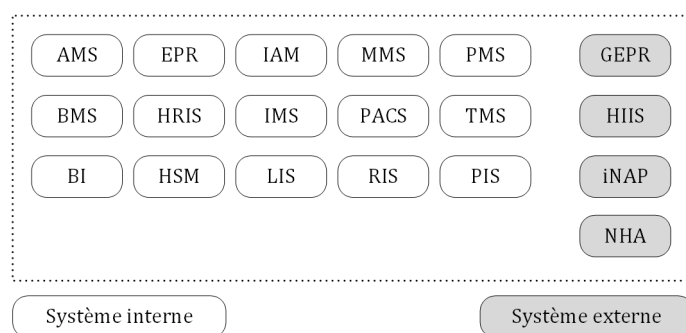 AMS EPR IAM MMS PMS GEPR
BMS HRIS IMS PACS TMS HIIS
BI HSM LIS RIS PIS iNAP
NHA
Système interne Système externe